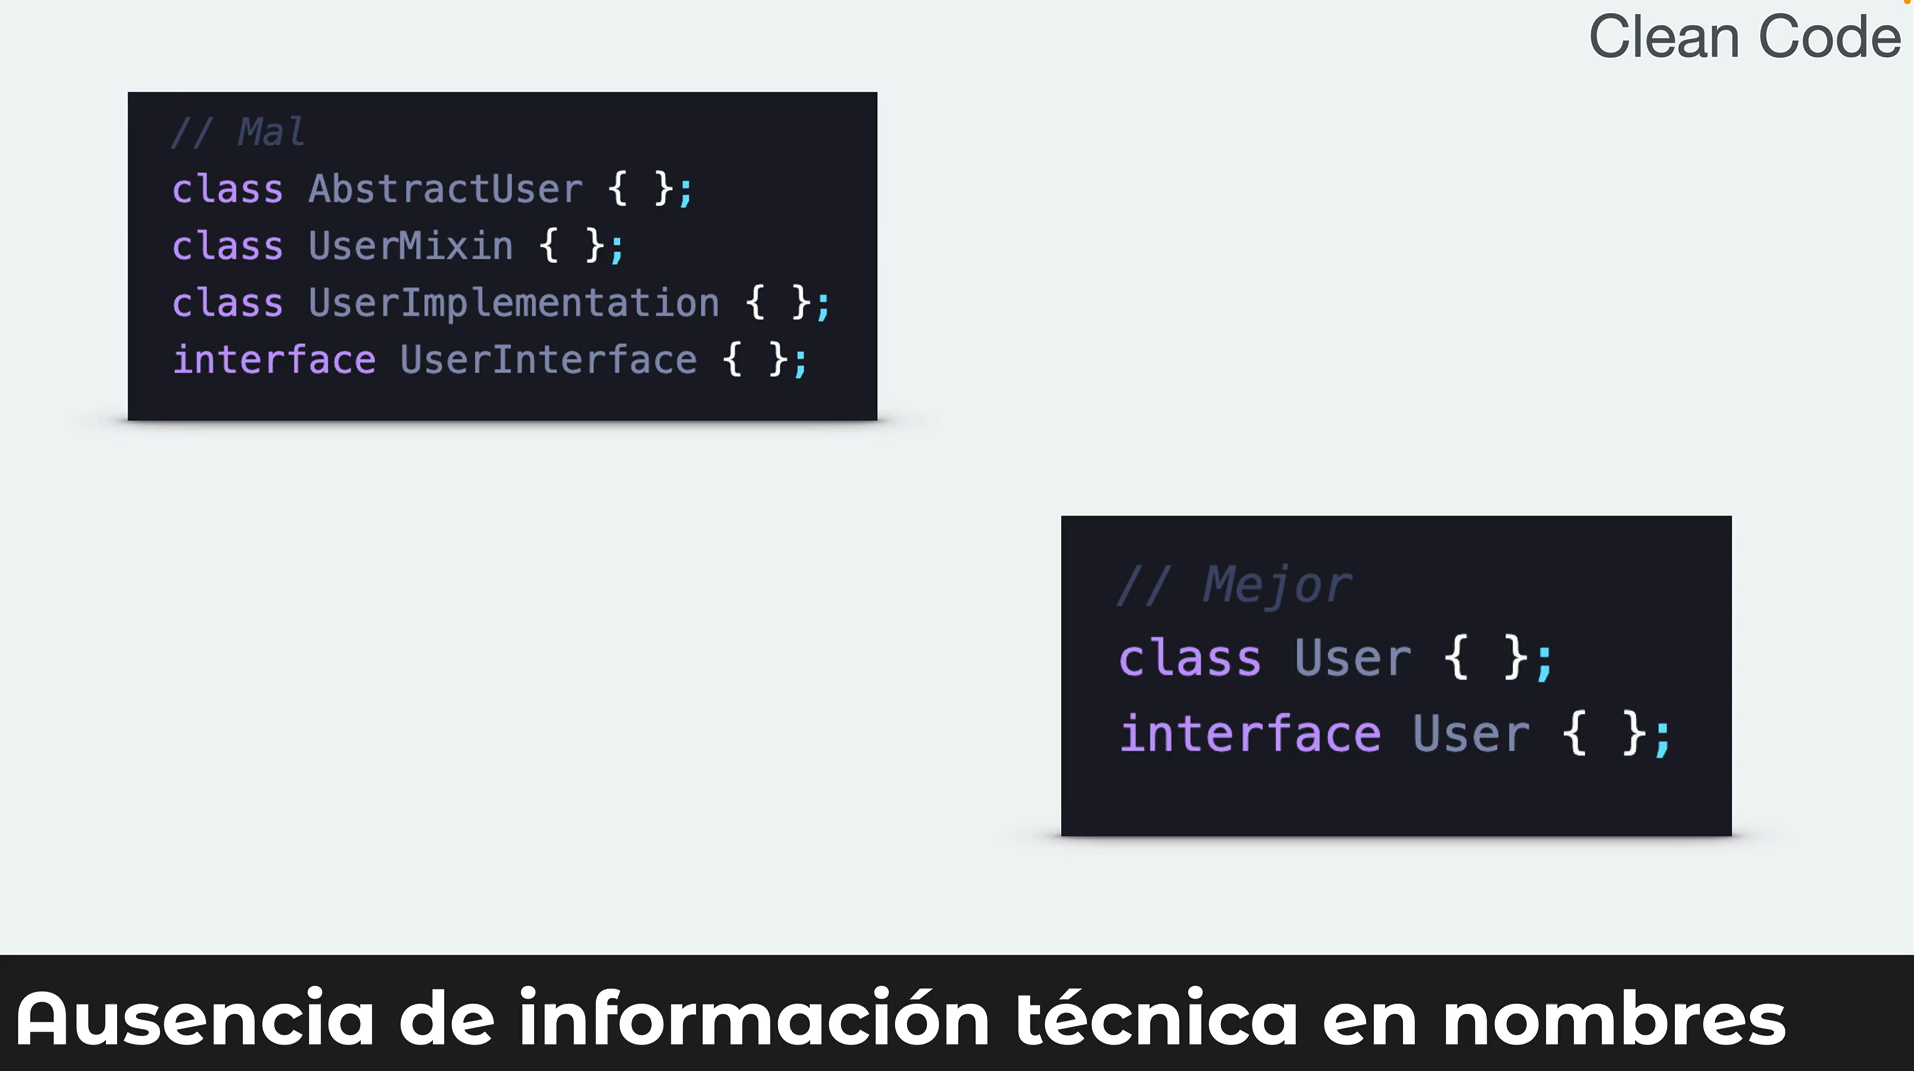 Clean Code
// Mal
class AbstractUser { };
class UserMixin { };
class UserImplementation { };
interface UserInterface { };
// Mejor
class User { };
interface User { };
Ausencia de información técnica en nombres